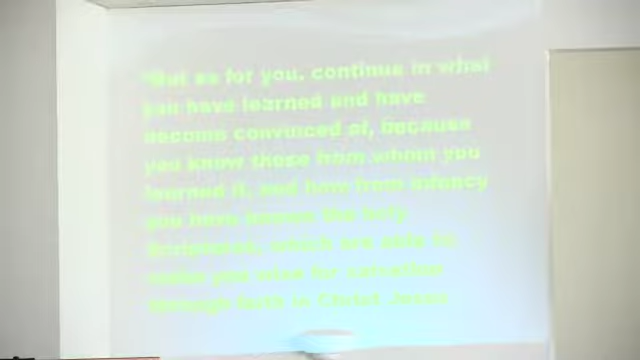 "But as for you, continue in what
you have learned and have
become convinced of, because
you know those from whom you
learned it, and how from infancy
you have known the holy
Scriptures, which are able to
make you wise for salvation
through faith in Christ Jesus